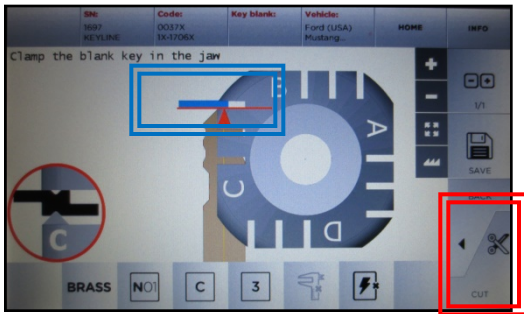 SN: Code: Key blank: Vehicle:
1697 0037X Ford (USA) HOME INFO
KEYLINE 1X-1706X Mustang...
Clamp the blank key in the jaw
+
B
-
1/1
A
SAVE
C
BACK
D
C
BRASS N01 C 3
CUT